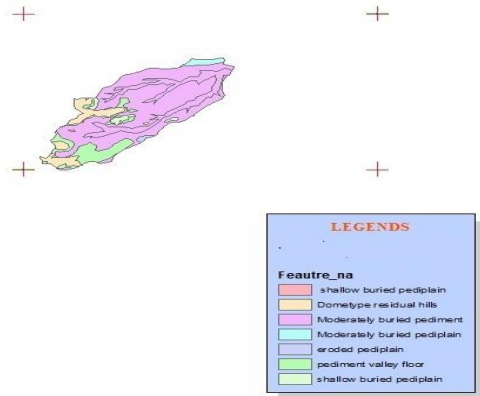 LEGENDS
Feautre_na
shallow buried pediplain
Dometype residual hills
Moderately buried pediment
Moderately buried pediplain
eroded pediplain
pediment valley floor
shallow buried pediplain